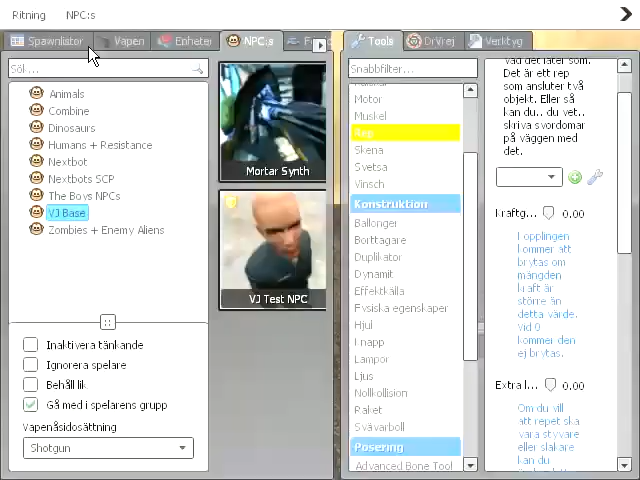 Ritning NPC:s
Spawnlistor Vapen Enheter NPC:s
Sök...
Animals
Combine
Dinosaurs
Humans + Resistance
Nextbot
Nextbots SCP
The Boys NPCs
VJ Base
Zombies + Enemy Aliens
Inaktivera tänkande
Ignorera spelare
Behåll lik
Gå med i spelarens grupp
Vapenåsidosättning
Shotgun
Mortar Synth
VJ Test NPC
Tools DrVrej Verktyg
Snabbfilter...
Motor
Muskel
Rep
Skena
Svetsa
Vinsch
Konstruktion
Ballonger
Borttagare
Duplikator
Dynamit
Effektkälla
Fysiska egenskaper
Hjul
Knapp
Lampor
Ljus
Nollkollision
Raket
Svävarboll
Posering
Advanced Bone Tool
vad det låter som.
Det är ett rep
som ansluter två
objekt. Eller så
kan du.. du vet..
skriva svordomar
på väggen med
det.
Kraftg... 0.00
Kopplingen
kommer att
brytas om
mängden
kraft är
större än
detta värde.
Vid 0
kommer den
ej brytas.
Extra l... 0.00
Om du vill
att repet ska
vara styvare
eller slakare
kan du